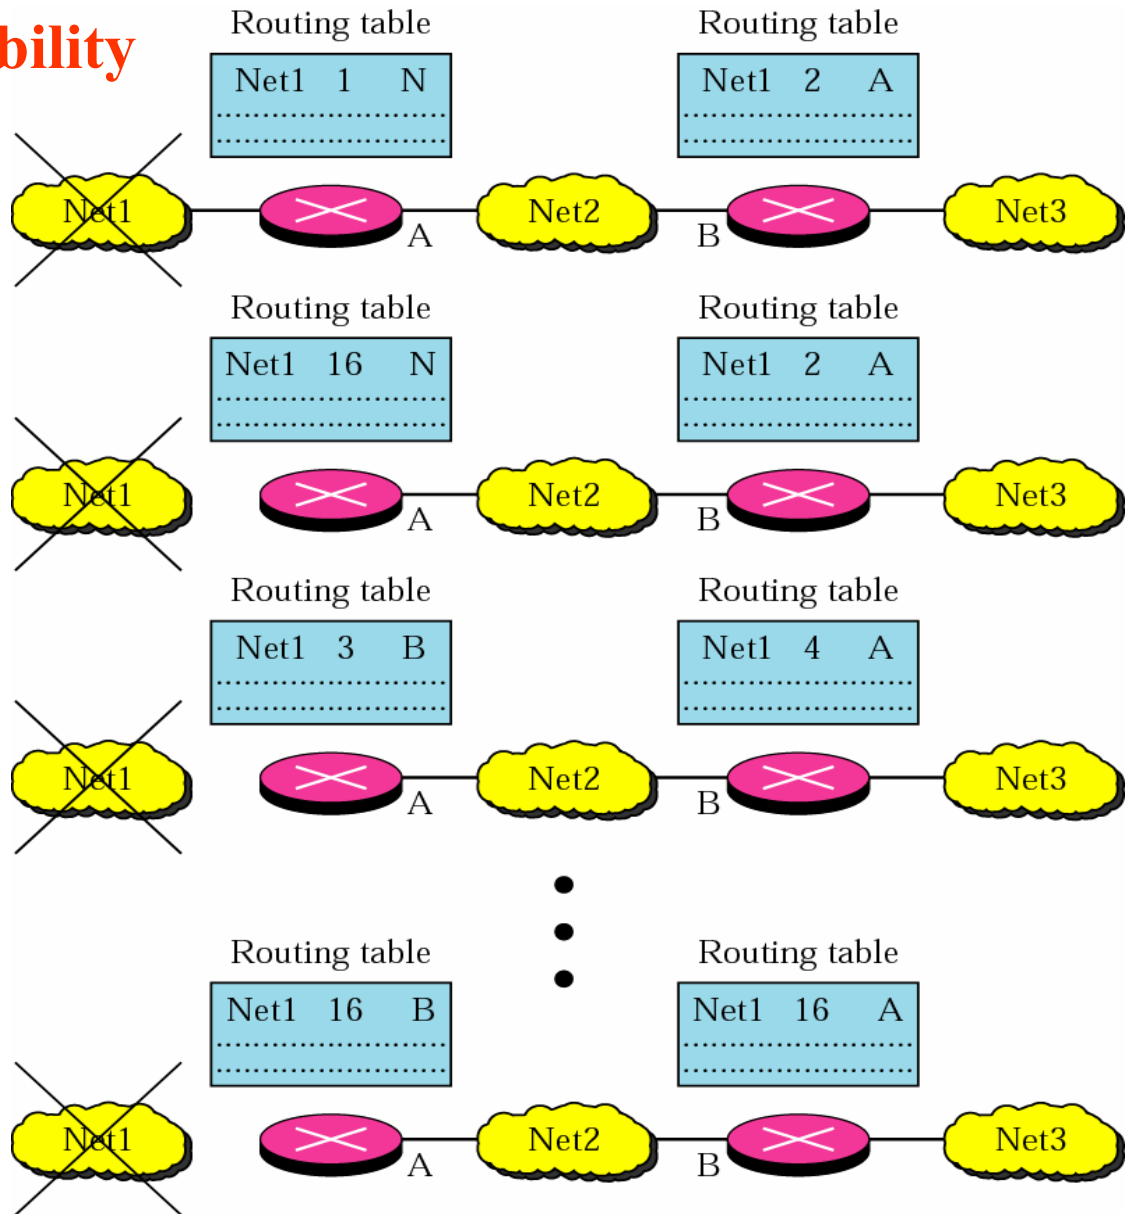 bility
Routing table Routing table
Net1 1 N Net1 2 A
Net1 A Net2 B Net3
Routing table Routing table
Net1 16 N Net1 2 A
Net1 A Net2 B Net3
Routing table Routing table
Net1 3 B Net1 4 A
Net1 A Net2 B Net3
Routing table Routing table
Net1 16 B Net1 16 A
Net1 A Net2 B Net3